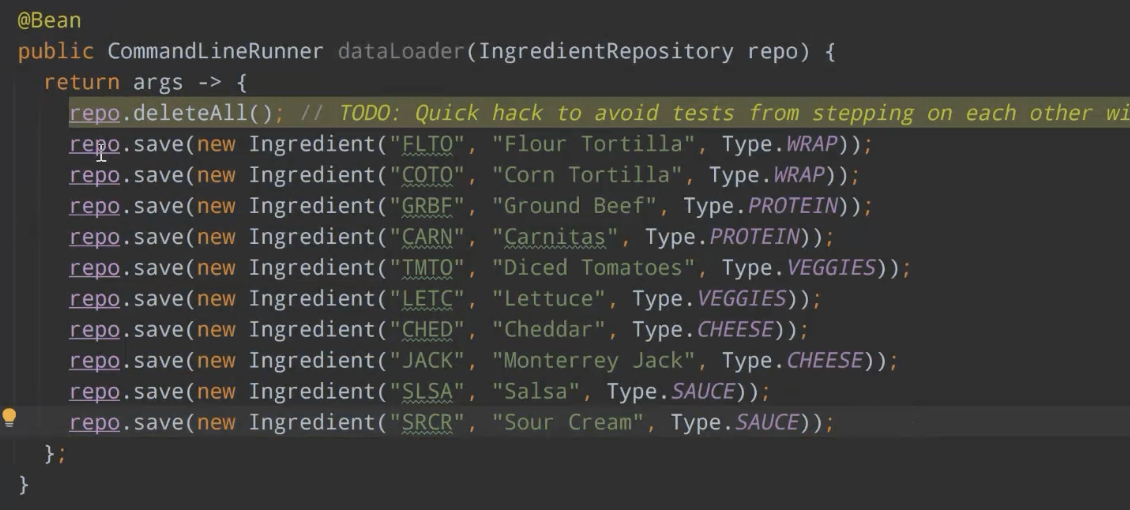 @Bean
public CommandLineRunner dataLoader(IngredientRepository repo) {
return args -> {
repo.deleteAll(); // TODO: Quick hack to avoid tests from stepping on each other wi
repo.save(new Ingredient("FLTO", "Flour Tortilla", Type.WRAP));
repo.save(new Ingredient("COTO", "Corn Tortilla", Type.WRAP));
repo.save(new Ingredient("GRBF", "Ground Beef", Type.PROTEIN));
repo.save(new Ingredient("CARN", "Carnitas", Type.PROTEIN));
repo.save(new Ingredient("TMTO", "Diced Tomatoes", Type.VEGGIES));
repo.save(new Ingredient("LETC", "Lettuce", Type.VEGGIES));
repo.save(new Ingredient("CHED", "Cheddar", Type.CHEESE));
repo.save(new Ingredient("JACK", "Monterrey Jack", Type.CHEESE));
repo.save(new Ingredient("SLSA", "Salsa", Type.SAUCE));
repo.save(new Ingredient("SRCR", "Sour Cream", Type.SAUCE));
};
}